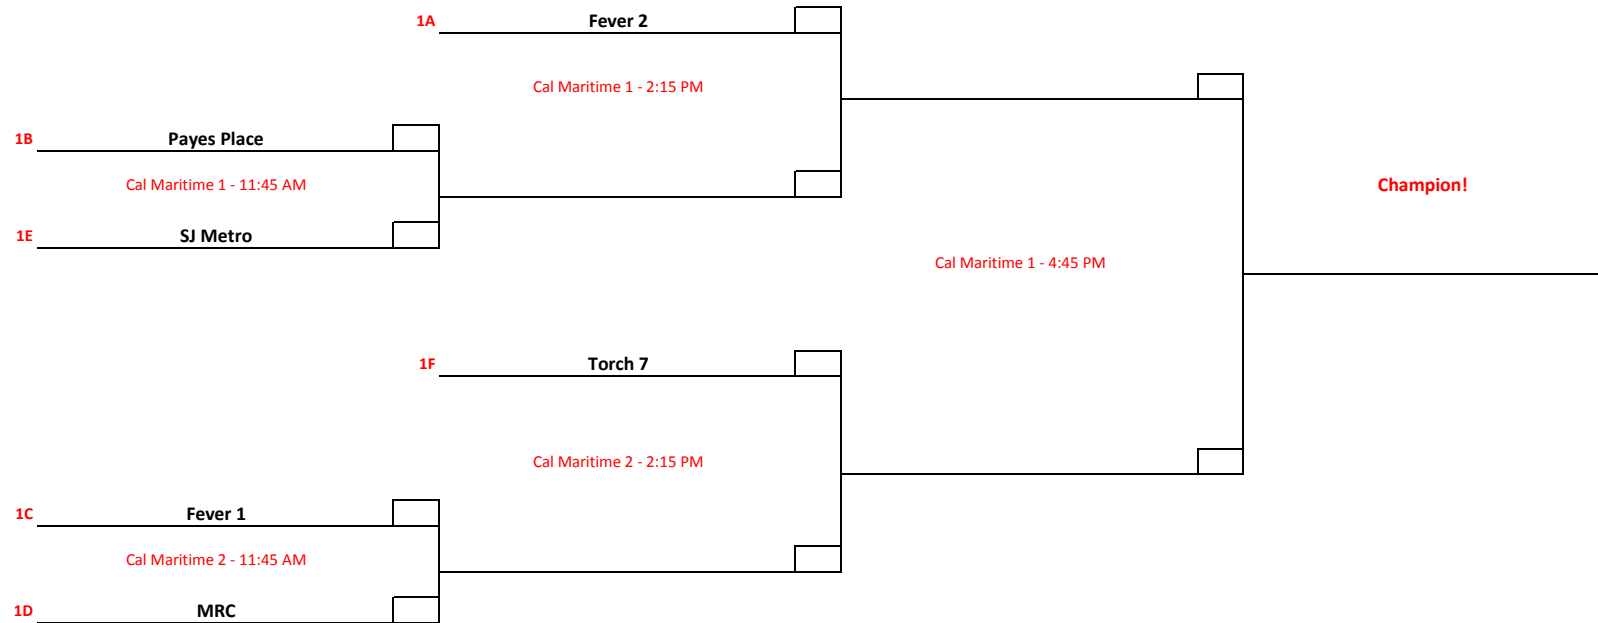 1A Fever 2
Cal Maritime 1 - 2:15 PM
1B Payes Place
Cal Maritime 1 - 11:45 AM
Champion!
1E SJ Metro
Cal Maritime 1 - 4:45 PM
1F Torch 7
Cal Maritime 2 - 2:15 PM
1C Fever 1
Cal Maritime 2 - 11:45 AM
1D MRC